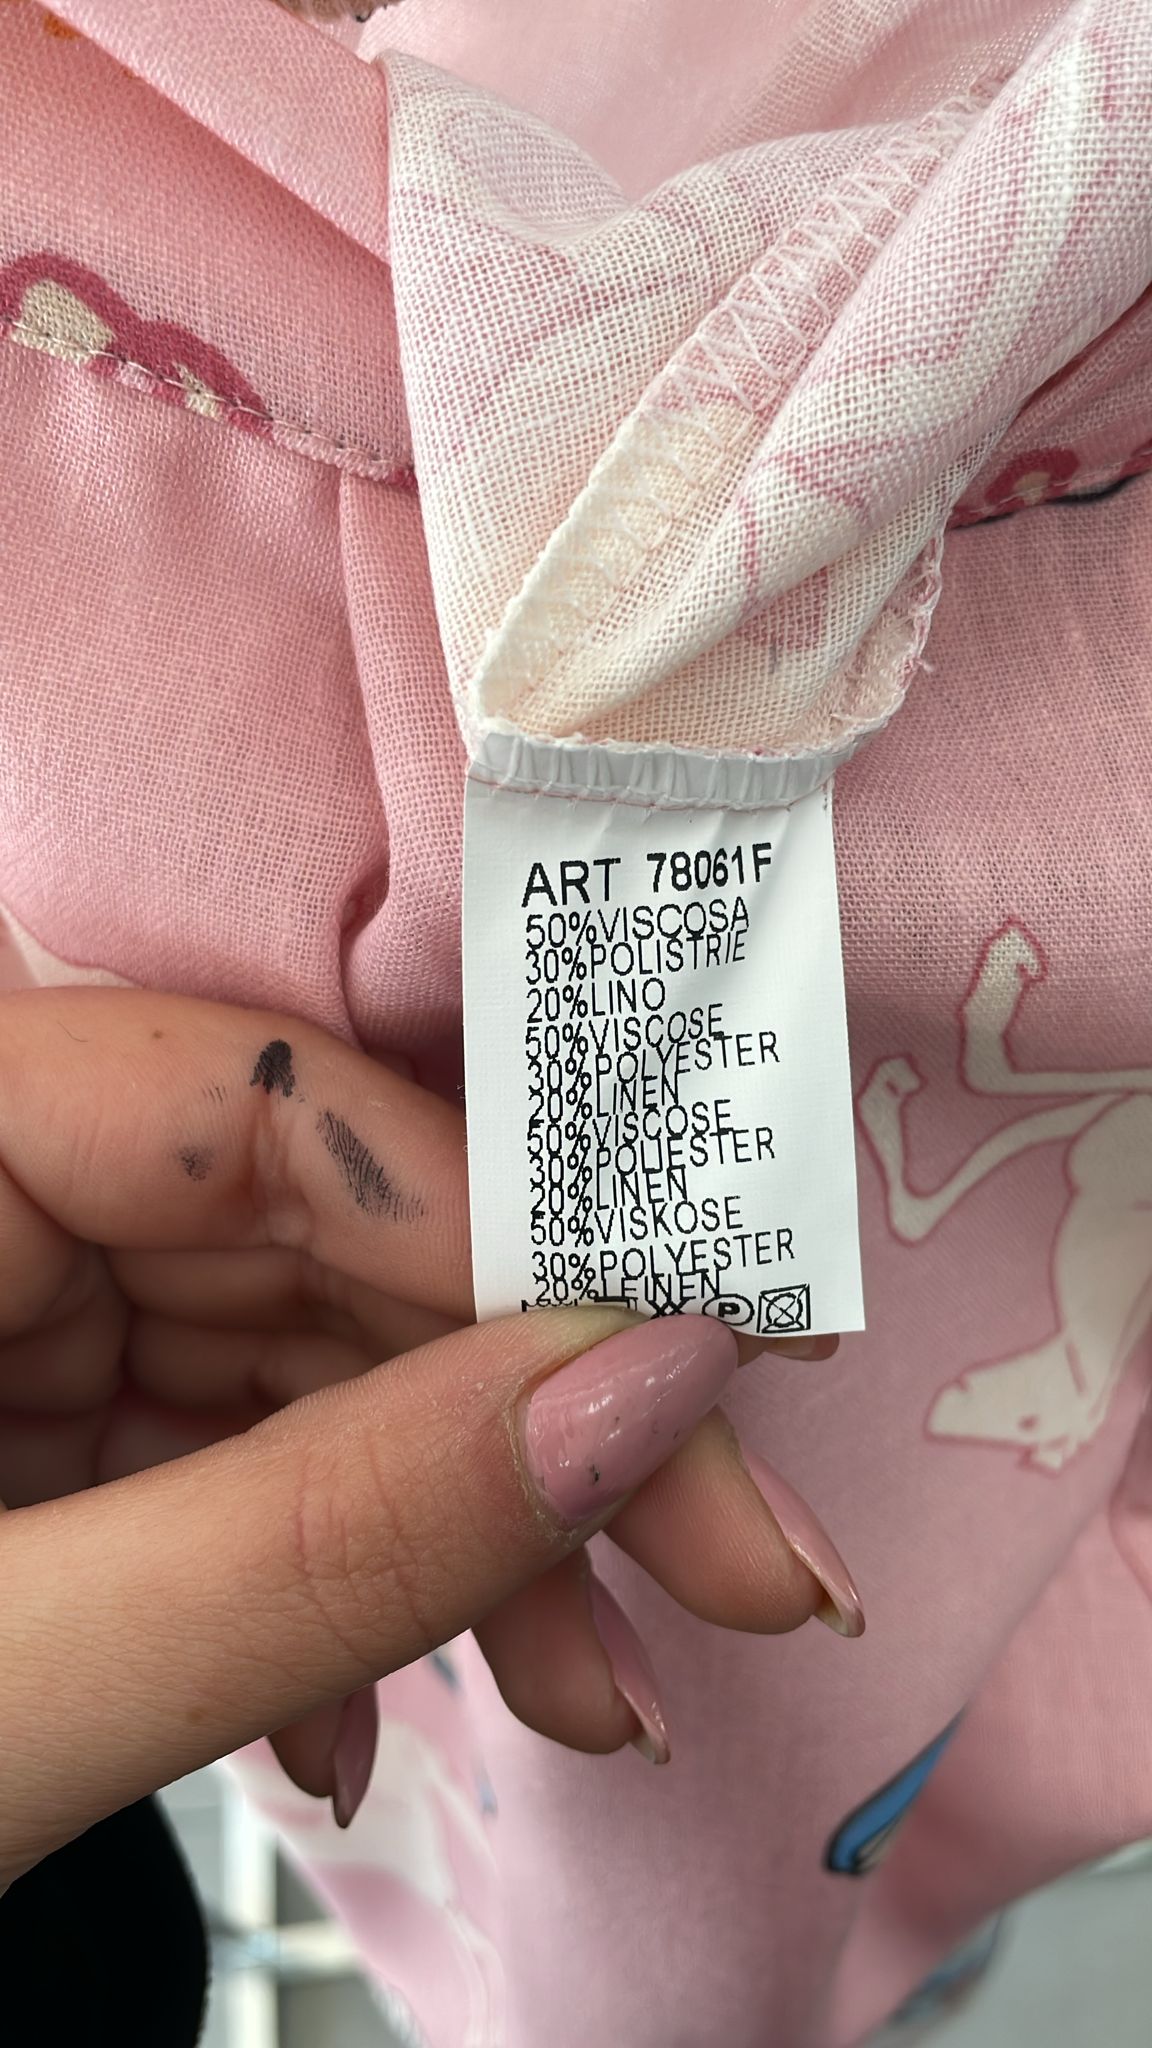 ART 78061F
50%VISCOSA
30%POLISTRIE
20%LINO
50%VISCOSE
30%POLYESTER
20%LINEN
50%VISCOSE
30%POLIESTER
20%LINEN
50%VISKOSE
30%POLYESTER
20%LEINEN
P